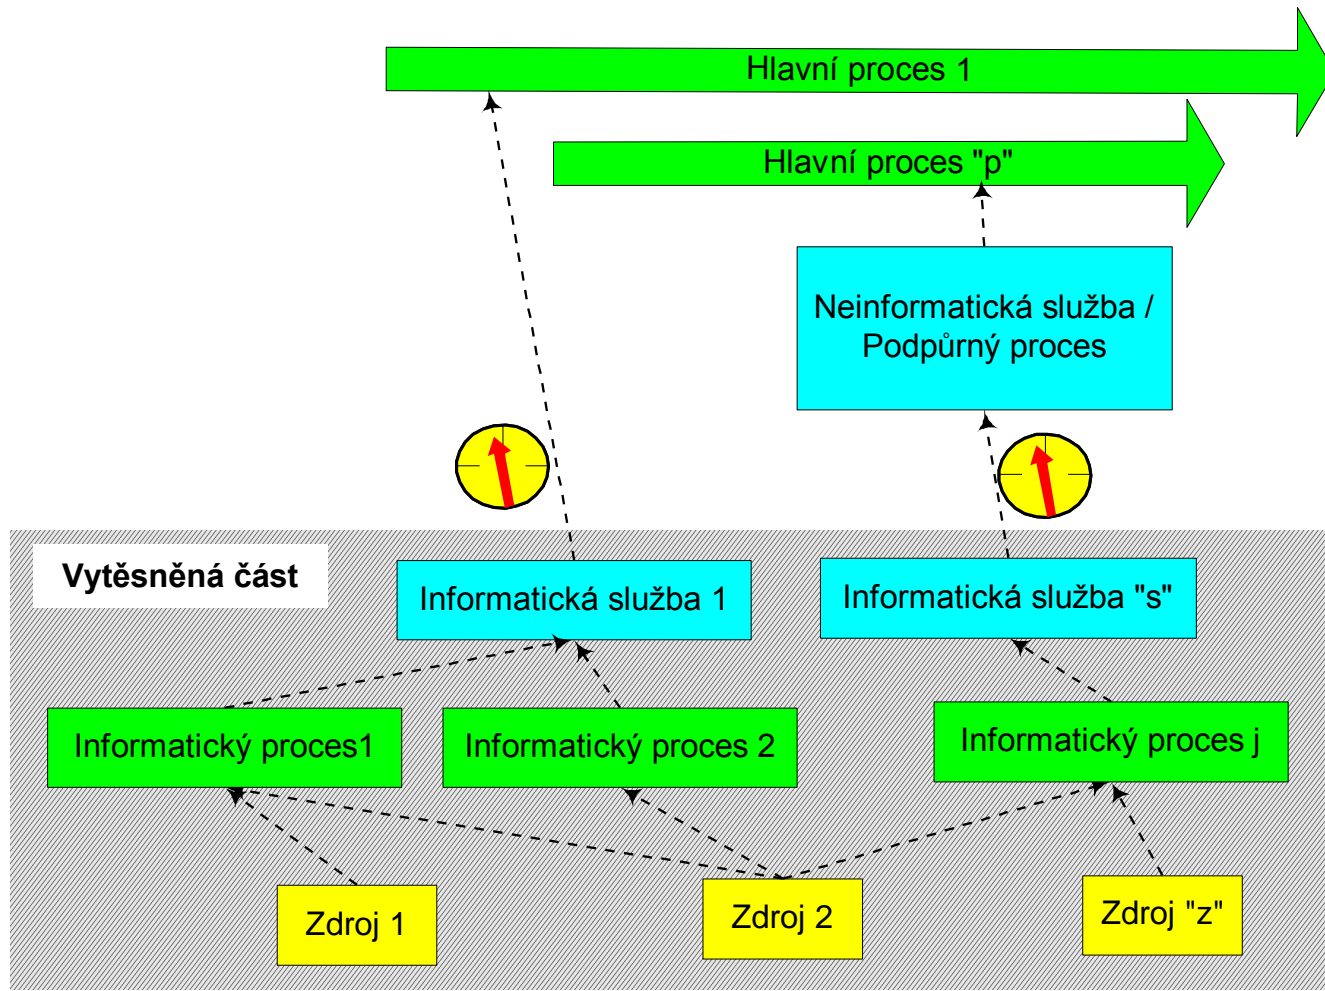 Hlavní proces 1
Hlavní proces "p"
Neinformatická služba /
Podpůrný proces
Vytěsněná část
Informatická služba 1
Informatická služba "s"
Informatický proces1
Informatický proces 2
Informatický proces j
Zdroj 1
Zdroj 2
Zdroj "z"